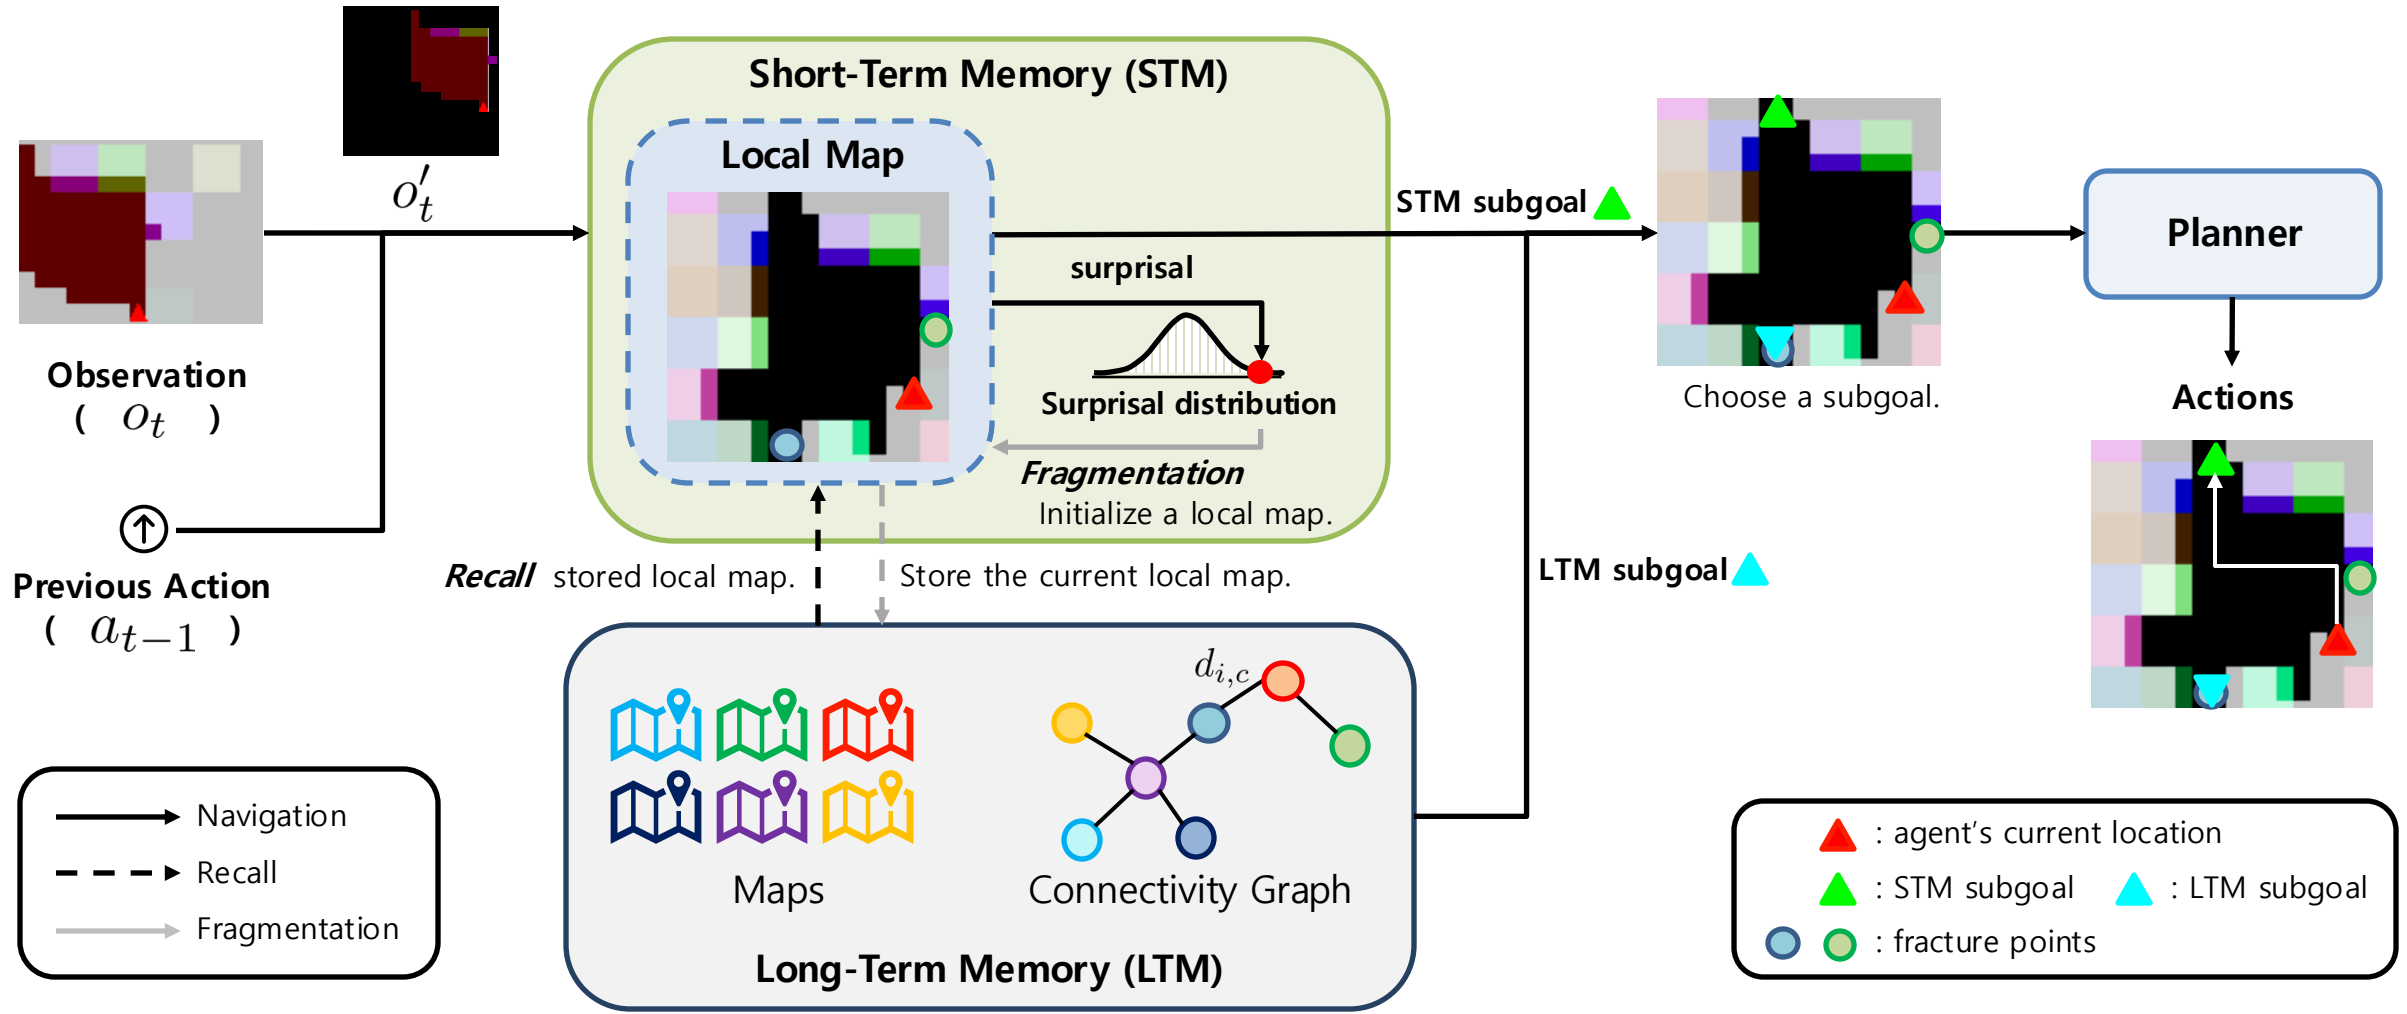 Short-Term Memory (STM)
Local Map
o′t
Observation
( ot )
Previous Action
( at−1 )
surprisal
Surprisal distribution
Fragmentation
Initialize a local map.
STM subgoal
Choose a subgoal.
Planner
Actions
Recall stored local map.
Store the current local map.
LTM subgoal
di,c
Maps
Connectivity Graph
Long-Term Memory (LTM)
Navigation
Recall
Fragmentation
: agent's current location
: STM subgoal
: LTM subgoal
: fracture points